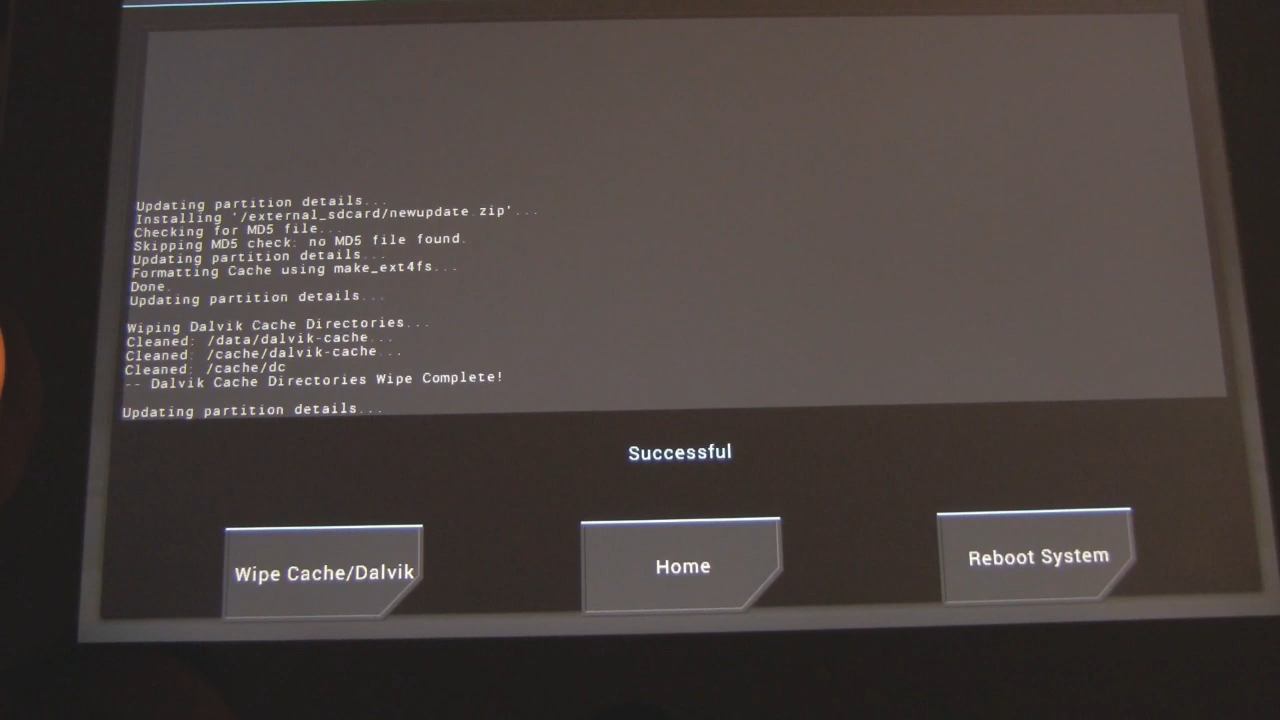 Updating partition details...
Installing '/external_sdcard/newupdate.zip'...
Checking for MD5 file...
Skipping MD5 check: no MD5 file found.
Updating partition details...
Formatting Cache using make_ext4fs...
Done.
Updating partition details...
Wiping Dalvik Cache Directories...
Cleaned: /data/dalvik-cache...
Cleaned: /cache/dalvik-cache...
Cleaned: /cache/dc
-- Dalvik Cache Directories Wipe Complete!
Updating partition details...
Successful
Wipe Cache/Dalvik
Home
Reboot System